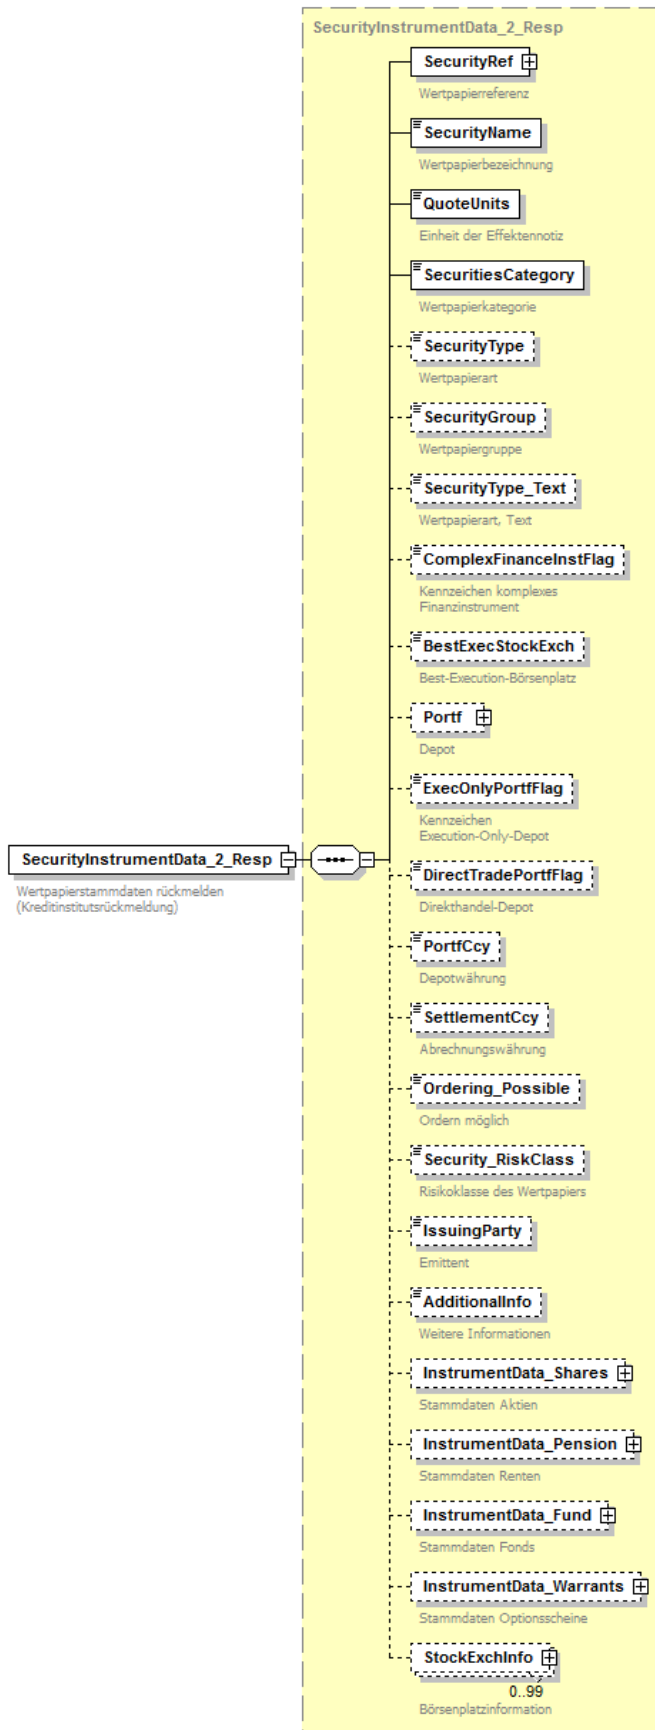 SecurityInstrumentData_2_Resp
SecurityRef
Wertpapierreferenz
SecurityName
Wertpapierbezeichnung
QuoteUnits
Einheit der Effektennotiz
SecuritiesCategory
Wertpapierkategorie
SecurityType
Wertpapierart
SecurityGroup
Wertpapiergruppe
SecurityType_Text
Wertpapierart, Text
ComplexFinanceInstFlag
Kennzeichen komplexes
Finanzinstrument
BestExecStockExch
Best-Execution-Börsenplatz
Portf
Depot
ExecOnlyPortfFlag
Kennzeichen
Execution-Only-Depot
SecurityInstrumentData_2_Resp
Wertpapierstammdaten rückmelden
(Kreditinstitutsrückmeldung)
DirectTradePortfFlag
Direkthandel-Depot
PortfCcy
Depotwährung
SettlementCcy
Abrechnungswährung
Ordering_Possible
Ordern möglich
Security_RiskClass
Risikoklasse des Wertpapiers
IssuingParty
Emittent
AdditionalInfo
Weitere Informationen
InstrumentData_Shares
Stammdaten Aktien
InstrumentData_Pension
Stammdaten Renten
InstrumentData_Fund
Stammdaten Fonds
InstrumentData_Warrants
Stammdaten Optionsscheine
StockExchInfo
0..99
Börsenplatzinformation